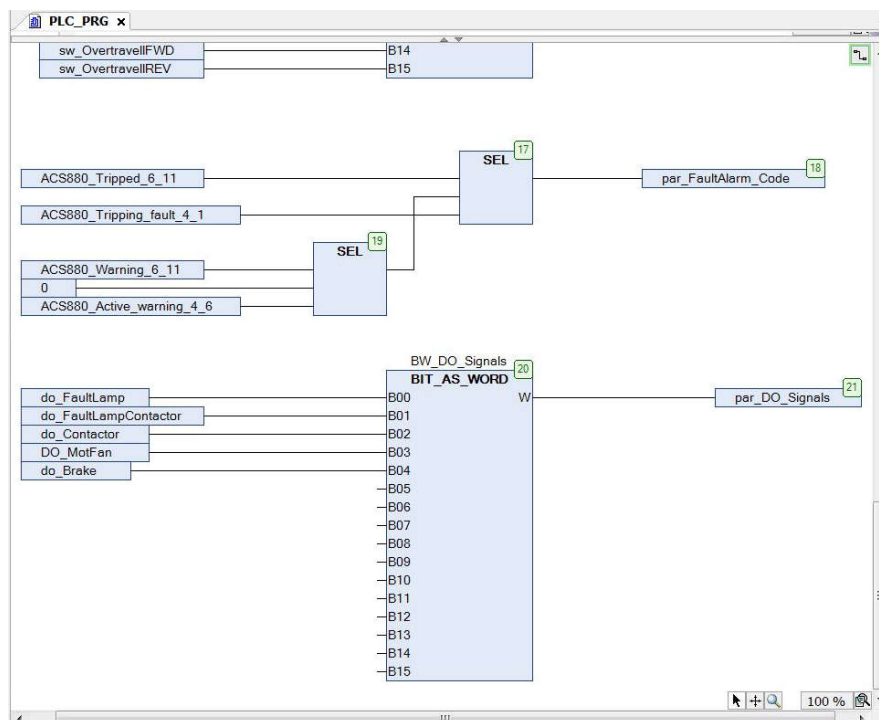 PLC_PRG
sw_OvertravelIFWD B14
sw_OvertravelIREV B15
SEL 17
ACS880_Tripped_6_11 par_FaultAlarm_Code 18
ACS880_Tripping_fault_4_1
SEL 19
ACS880_Warning_6_11
0
ACS880_Active_warning_4_6
BW_DO_Signals
BIT_AS_WORD 20
do_FaultLamp B00 W par_DO_Signals 21
do_FaultLampContactor B01
do_Contactor B02
DO_MotFan B03
do_Brake B04
B05
B06
B07
B08
B09
B10
B11
B12
B13
B14
B15
100 %